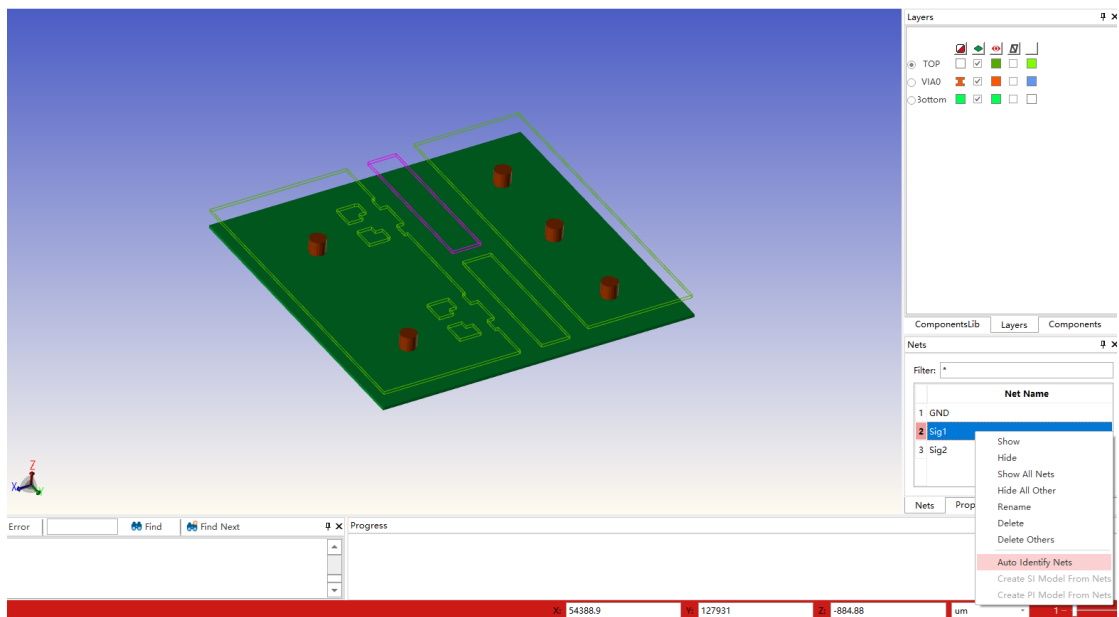 Layers
TOP
VIA0
Bottom
ComponentsLib Layers Components
Nets
Filter: *
Net Name
1 GND
2 Sig1
3 Sig2
Show
Hide
Show All Nets
Hide All Other
Rename
Delete
Delete Others
Auto Identify Nets
Create SI Model From Nets
Create PI Model From Nets
Nets Prop
Z
X
Y
Error Find Find Next
Progress
X: 54388.9 Y: 127931 Z: -884.88 um 1